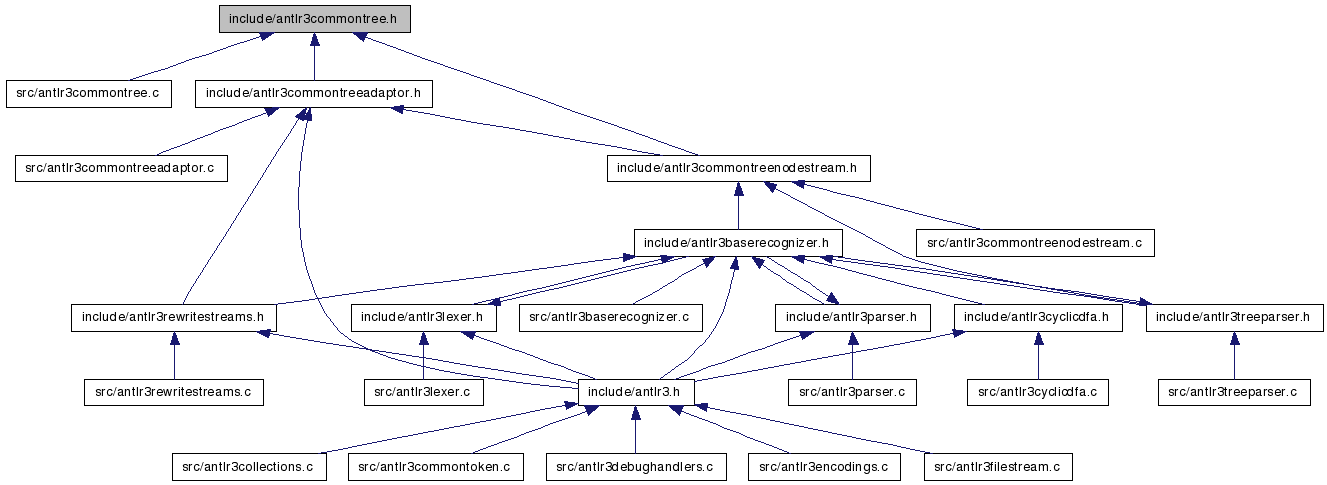 include/antlr3commontree.h
src/antlr3commontree.c
include/antlr3commontreeadaptor.h
src/antlr3commontreeadaptor.c
include/antlr3commontreenodestream.h
include/antlr3baserecognizer.h
src/antlr3commontreenodestream.c
include/antlr3rewritestreams.h
include/antlr3lexer.h
src/antlr3baserecognizer.c
include/antlr3parser.h
include/antlr3cyclicdfa.h
include/antlr3treeparser.h
src/antlr3rewritestreams.c
src/antlr3lexer.c
include/antlr3.h
src/antlr3parser.c
src/antlr3cyclicdfa.c
src/antlr3treeparser.c
src/antlr3collections.c
src/antlr3commontoken.c
src/antlr3debughandlers.c
src/antlr3encodings.c
src/antlr3filestream.c